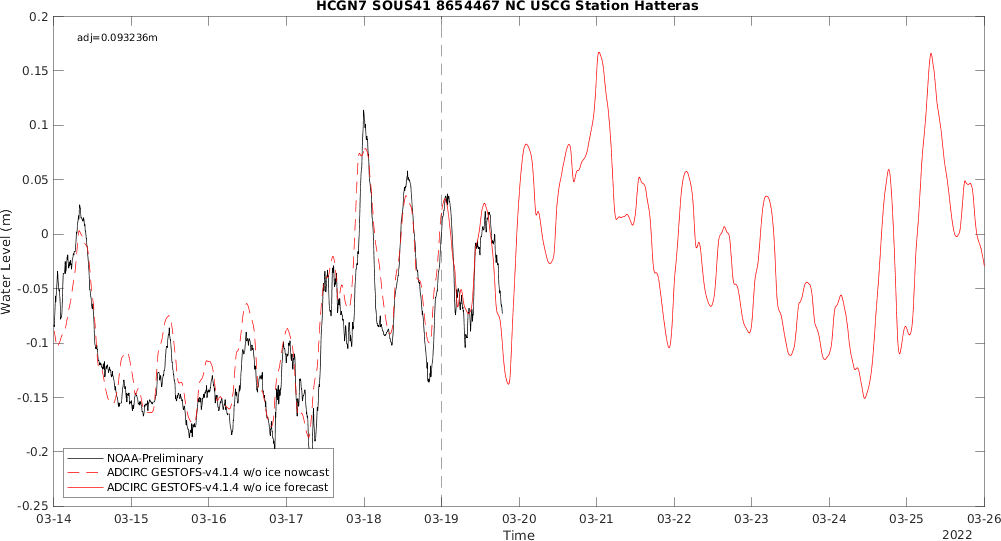 HCGN7 SOUS41 8654467 NC USCG Station Hatteras
adj=0.093236m
0.2
0.15
0.1
0.05
0
-0.05
-0.1
-0.15
-0.2
-0.25
Water Level (m)
NOAA-Preliminary
ADCIRC GESTOFS-v4.1.4 w/o ice nowcast
ADCIRC GESTOFS-v4.1.4 w/o ice forecast
03-14 03-15 03-16 03-17 03-18 03-19 03-20 03-21 03-22 03-23 03-24 03-25 03-26
Time
2022